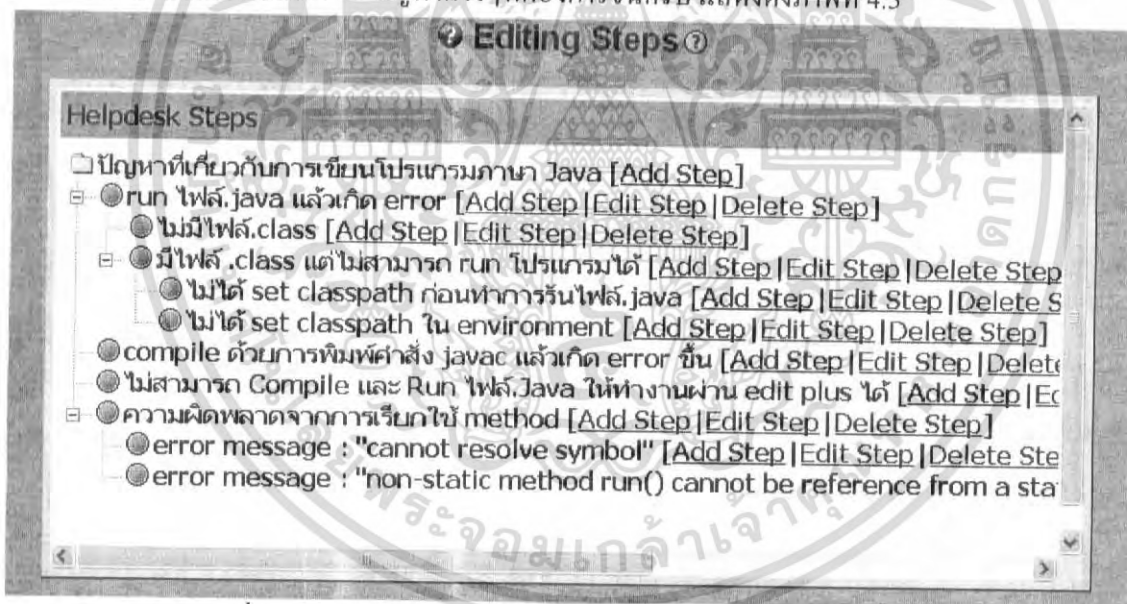 Editing Steps
Helpdesk Steps
ปัญหาที่เกี่ยวกับการเขียนโปรแกรมภาษา Java [Add Step]
run ไฟล์.java แล้วเกิด error [Add Step|Edit Step|Delete Step]
ไม่มีไฟล์.class [Add Step|Edit Step|Delete Step]
มีไฟล์ .class แต่ไม่สามารถ run โปรแกรมได้ [Add Step|Edit Step|Delete Step
ไม่ได้ set classpath ก่อนทำการรันไฟล์.java [Add Step|Edit Step|Delete S
ไม่ได้ set classpath ใน environment [Add Step|Edit Step|Delete Step]
compile ด้วยการพิมพ์คำสั่ง javac แล้วเกิด error ขึ้น [Add Step|Edit Step|Delete
ไม่สามารถ Compile และ Run ไฟล์.Java ให้ทำงานผ่าน edit plus ได้ [Add Step|Ed
ความผิดพลาดจากการเรียกใช้ method [Add Step|Edit Step|Delete Step]
error message : "cannot resolve symbol" [Add Step|Edit Step|Delete Ste
error message : "non-static method run() cannot be reference from a sta